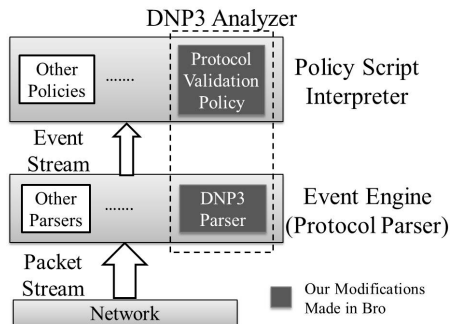 DNP3 Analyzer
Other
Policies
.......
Protocol
Validation
Policy
Policy Script
Interpreter
Event
Stream
Other
Parsers
.......
DNP3
Parser
Event Engine
(Protocol Parser)
Packet
Stream
Network
Our Modifications
Made in Bro